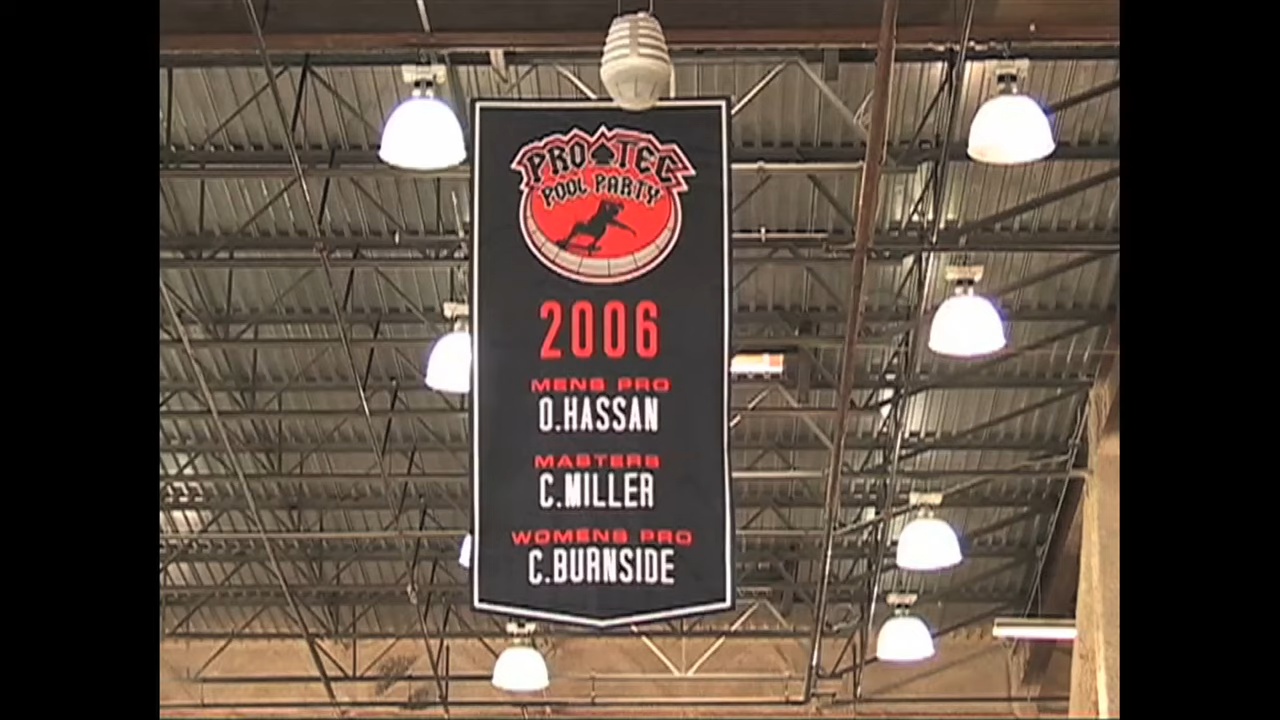 PRO TEC
POOL PARTY
2006
MENS PRO
O.HASSAN
MASTERS
C.MILLER
WOMENS PRO
C.BURNSIDE